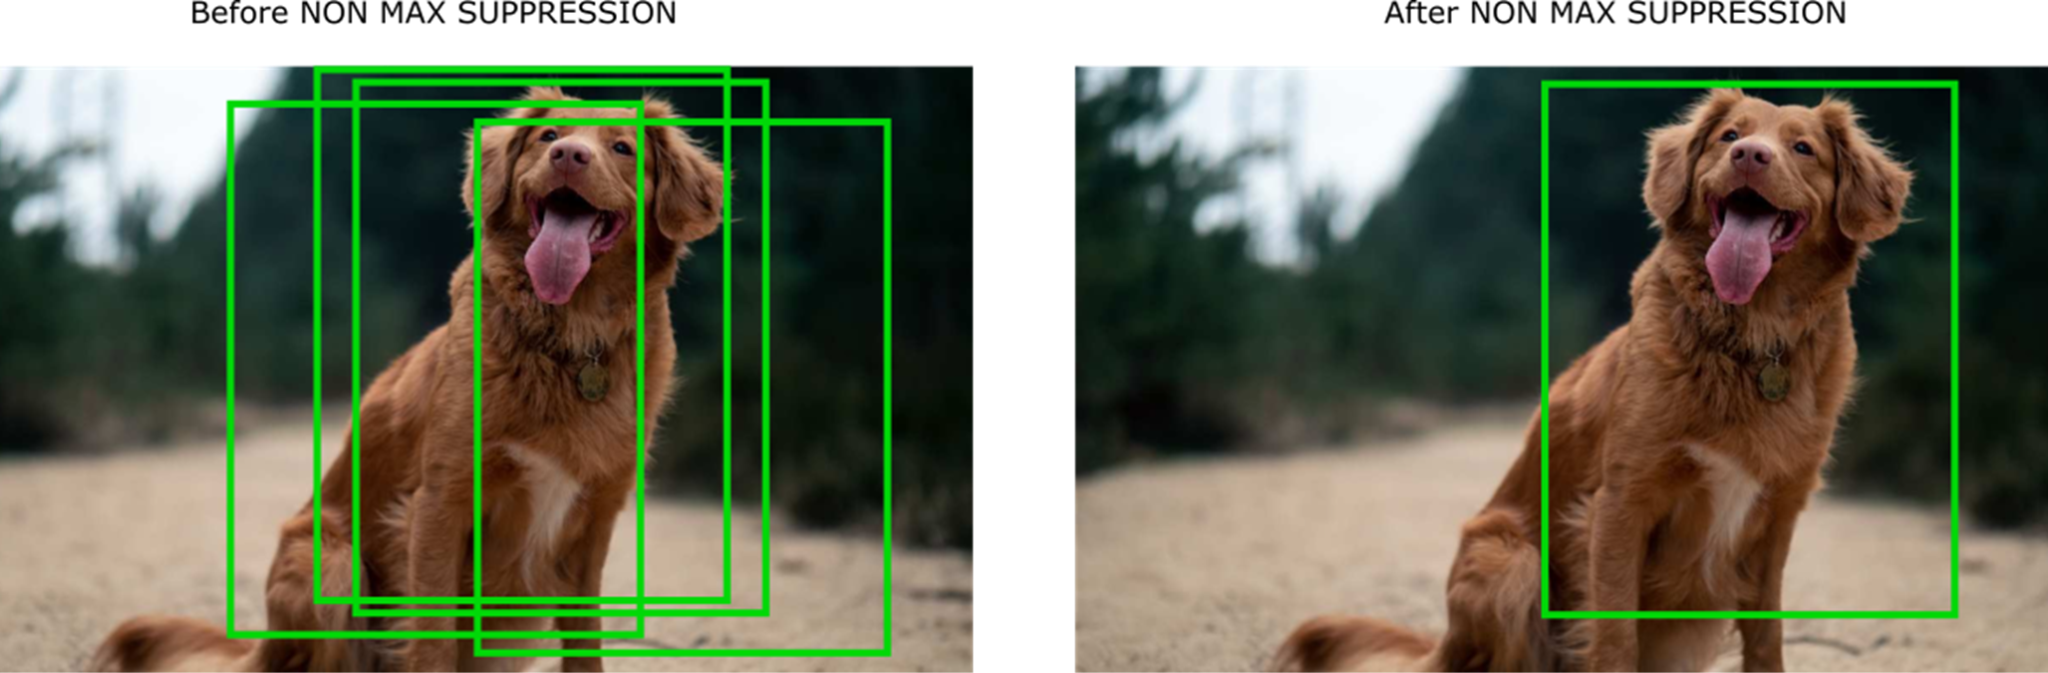 Before NON MAX SUPPRESSION
After NON MAX SUPPRESSION